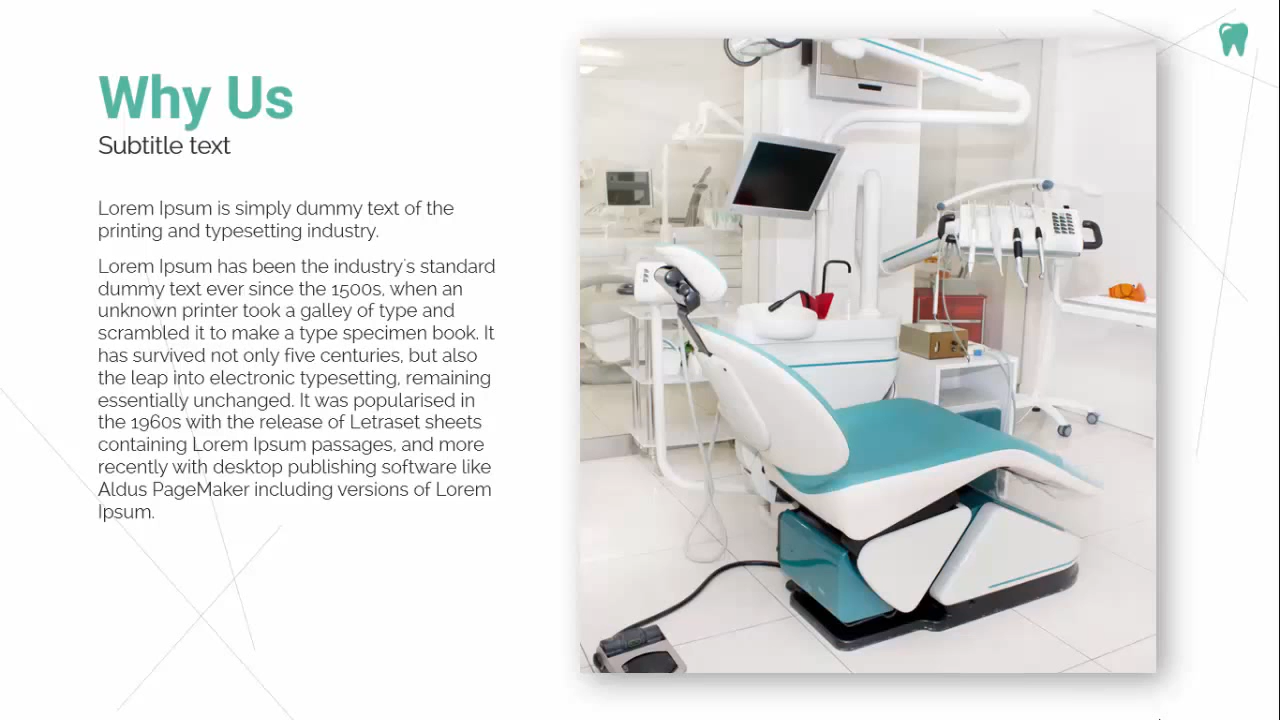 Why Us
Subtitle text
Lorem Ipsum is simply dummy text of the
printing and typesetting industry.
Lorem Ipsum has been the industry's standard
dummy text ever since the 1500s, when an
unknown printer took a galley of type and
scrambled it to make a type specimen book. It
has survived not only five centuries, but also
the leap into electronic typesetting, remaining
essentially unchanged. It was popularised in
the 1960s with the release of Letraset sheets
containing Lorem Ipsum passages, and more
recently with desktop publishing software like
Aldus PageMaker including versions of Lorem
Ipsum.